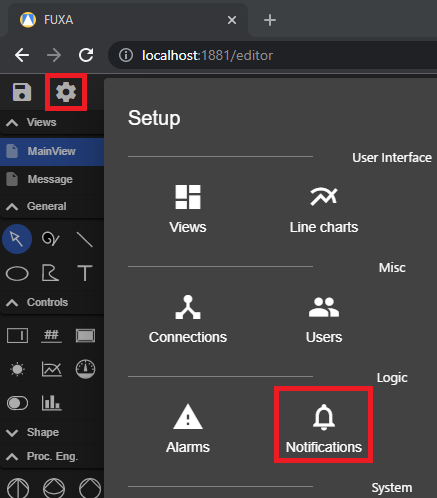 FUXA
localhost:1881/editor
Setup
Views
User Interface
MainView
Message
Views
Line charts
General
Misc
T
Connections
Users
Controls
##
Logic
Alarms
Notifications
Shape
Proc. Eng.
System